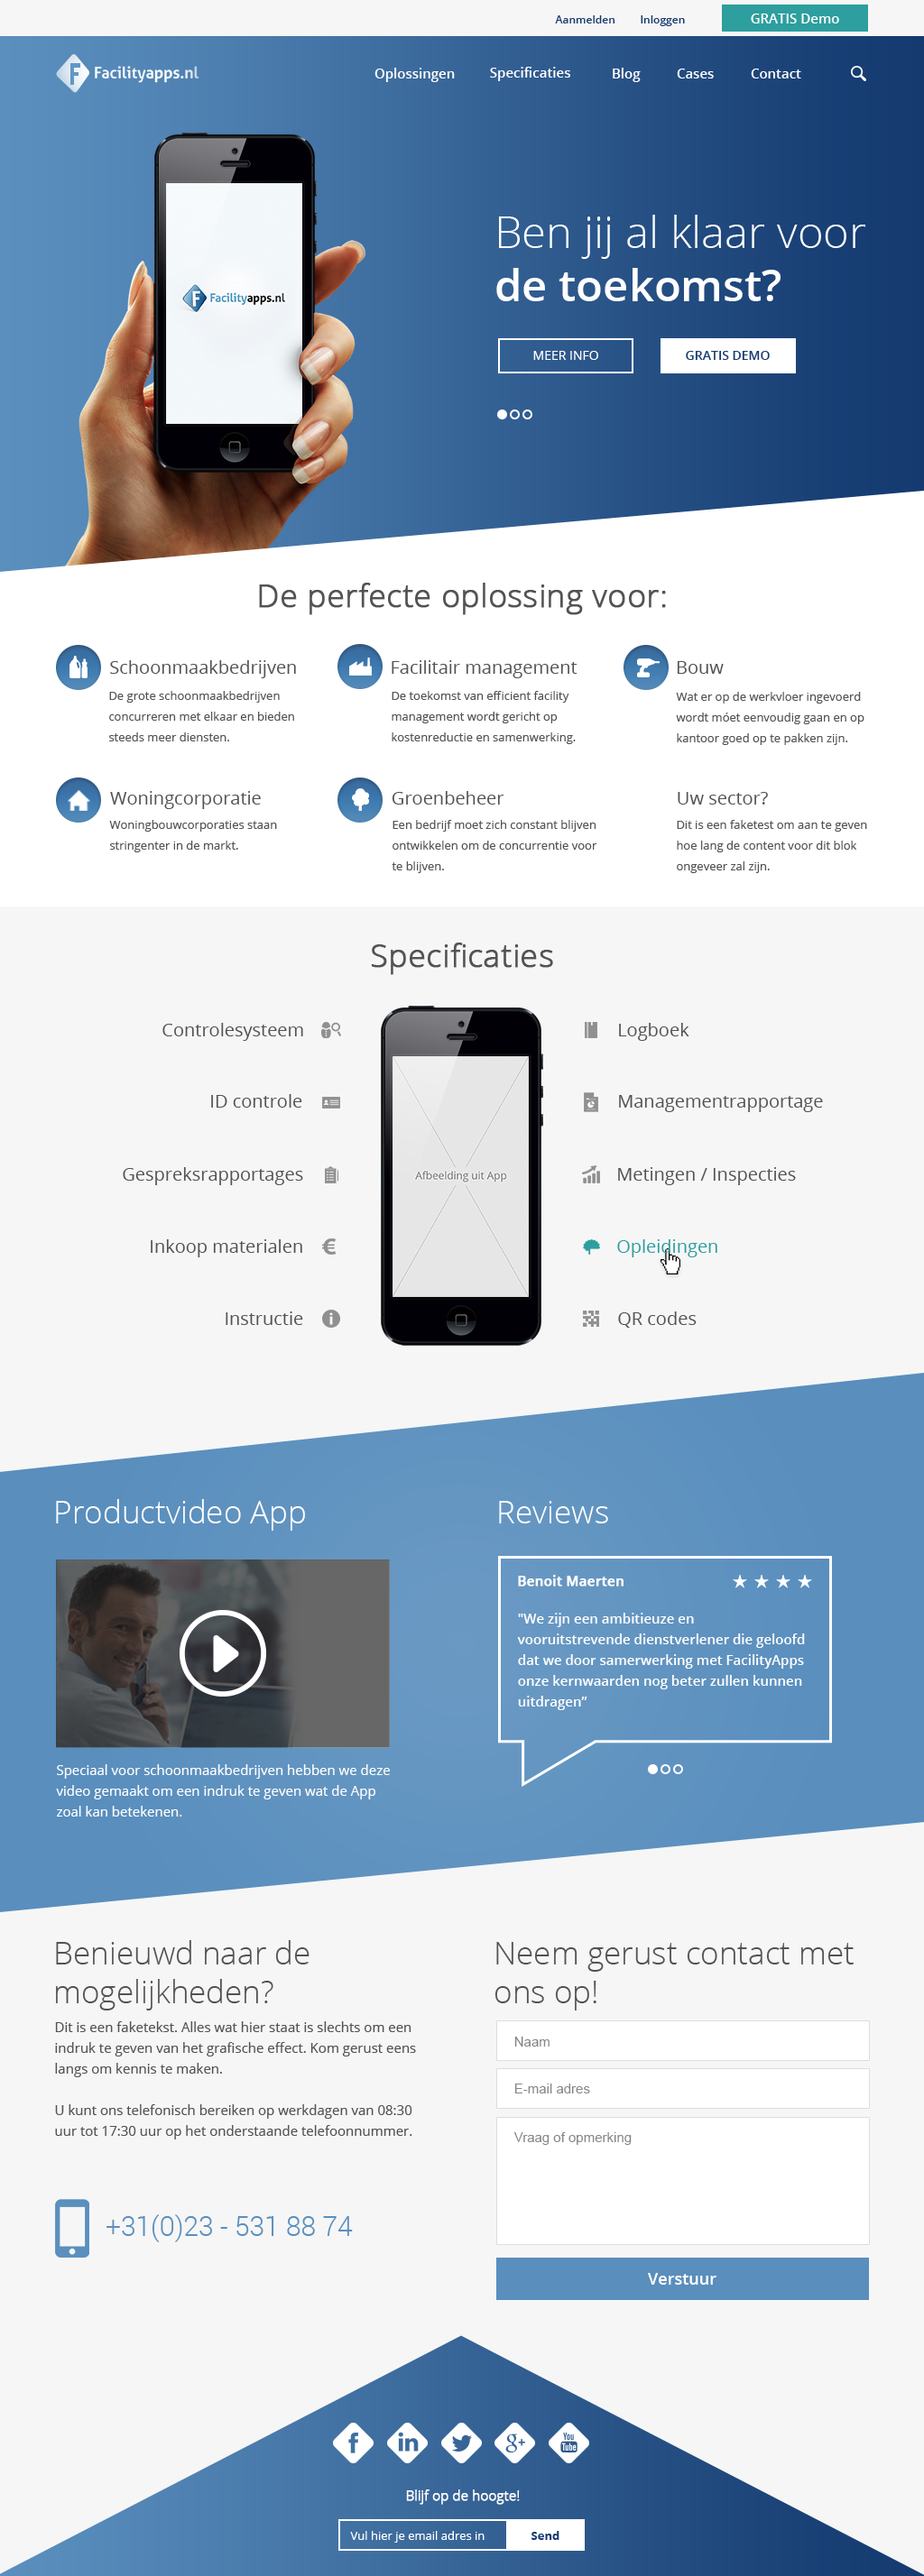 Aanmelden Inloggen GRATIS Demo
Facilityapps.nl Oplossingen Specificaties Blog Cases Contact
Facilityapps.nl
Ben jij al klaar voor
de toekomst?
MEER INFO GRATIS DEMO
De perfecte oplossing voor:
Schoonmaakbedrijven
De grote schoonmaakbedrijven
concurreren met elkaar en bieden
steeds meer diensten.
Facilitair management
De toekomst van efficient facility
management wordt gericht op
kostenreductie en samenwerking.
Bouw
Wat er op de werkvloer ingevoerd
wordt móet eenvoudig gaan en op
kantoor goed op te pakken zijn.
Woningcorporatie
Woningbouwcorporaties staan
stringenter in de markt.
Groenbeheer
Een bedrijf moet zich constant blijven
ontwikkelen om de concurrentie voor
te blijven.
Uw sector?
Dit is een faketest om aan te geven
hoe lang de content voor dit blok
ongeveer zal zijn.
Specificaties
Controlesysteem
ID controle
Gespreksrapportages
Inkoop materialen
Instructie
Afbeelding uit App
Logboek
Managementrapportage
Metingen / Inspecties
Opleidingen
QR codes
Productvideo App
Speciaal voor schoonmaakbedrijven hebben we deze
video gemaakt om een indruk te geven wat de App
zoal kan betekenen.
Reviews
Benoit Maerten
"We zijn een ambitieuze en
vooruitstrevende dienstverlener die geloofd
dat we door samerwerking met FacilityApps
onze kernwaarden nog beter zullen kunnen
uitdragen”
Benieuwd naar de
mogelijkheden?
Dit is een faketekst. Alles wat hier staat is slechts om een
indruk te geven van het grafische effect. Kom gerust eens
langs om kennis te maken.
U kunt ons telefonisch bereiken op werkdagen van 08:30
uur tot 17:30 uur op het onderstaande telefoonnummer.
+31(0)23 - 531 88 74
Neem gerust contact met
ons op!
Naam
E-mail adres
Vraag of opmerking
Verstuur
You
Tube
Blijf op de hoogte!
Vul hier je email adres in Send